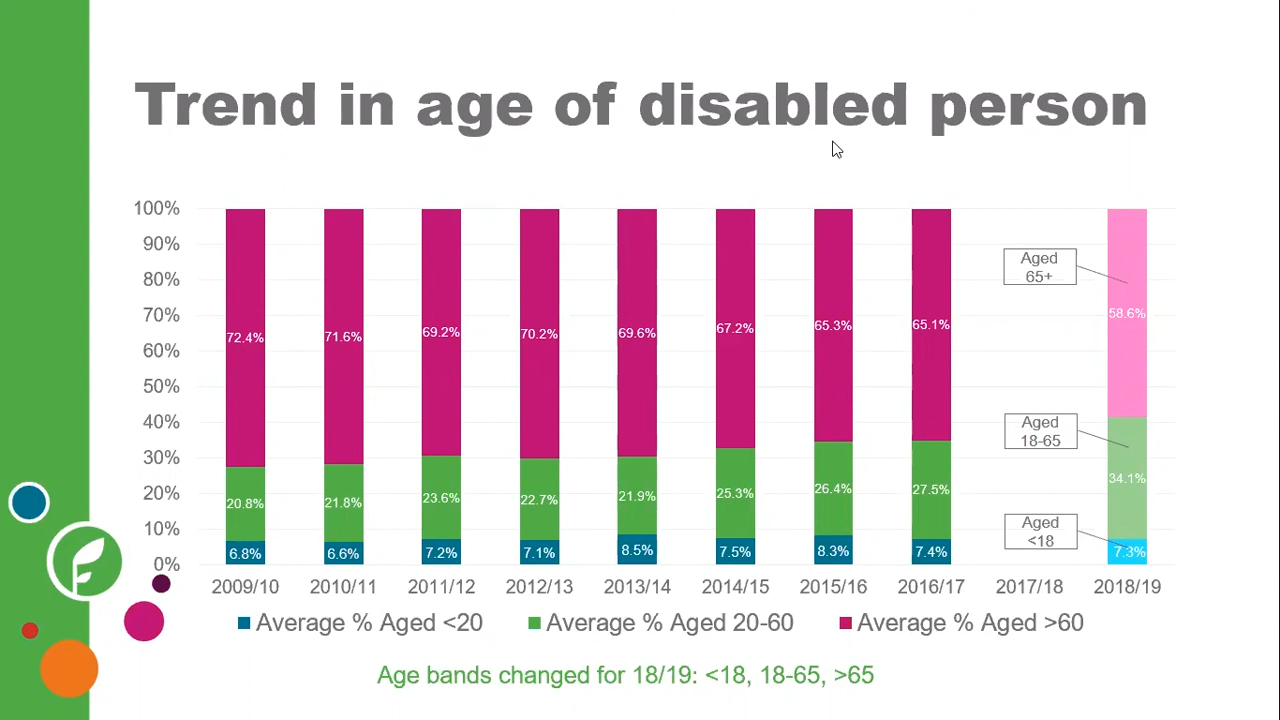 Trend in age of disabled person
100%
90%
80%
70%
60%
50%
40%
30%
20%
10%
0%
72.4% 71.6% 69.2% 70.2% 69.6% 67.2% 65.3% 65.1% 58.6%
20.8% 21.8% 23.6% 22.7% 21.9% 25.3% 26.4% 27.5% 34.1%
6.8% 6.6% 7.2% 7.1% 8.5% 7.5% 8.3% 7.4% 7.3%
Aged
65+
Aged
18-65
Aged
<18
2009/10 2010/11 2011/12 2012/13 2013/14 2014/15 2015/16 2016/17 2017/18 2018/19
Average % Aged <20 Average % Aged 20-60 Average % Aged >60
Age bands changed for 18/19: <18, 18-65, >65